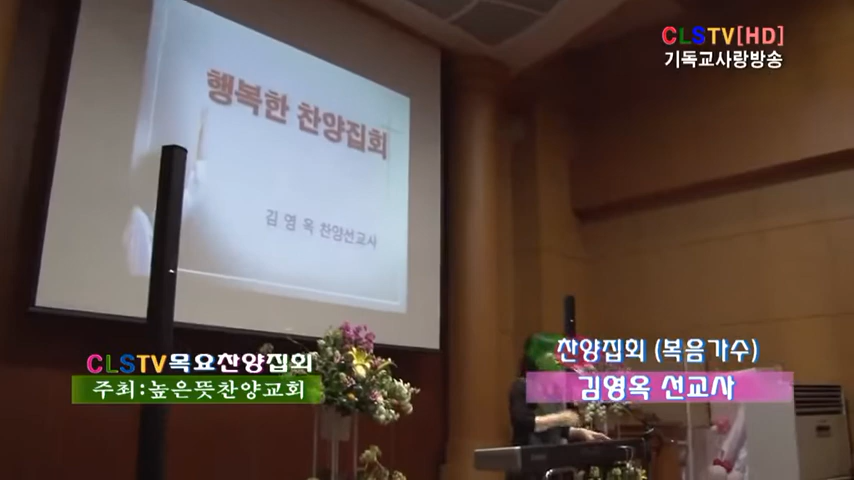 CLSTV[HD]
기독교사랑방송
행복한 찬양집회
김영옥 찬양선교사
찬양집회 (복음가수)
김영옥 선교사
CLSTV목요찬양집회
주최:높은뜻찬양교회